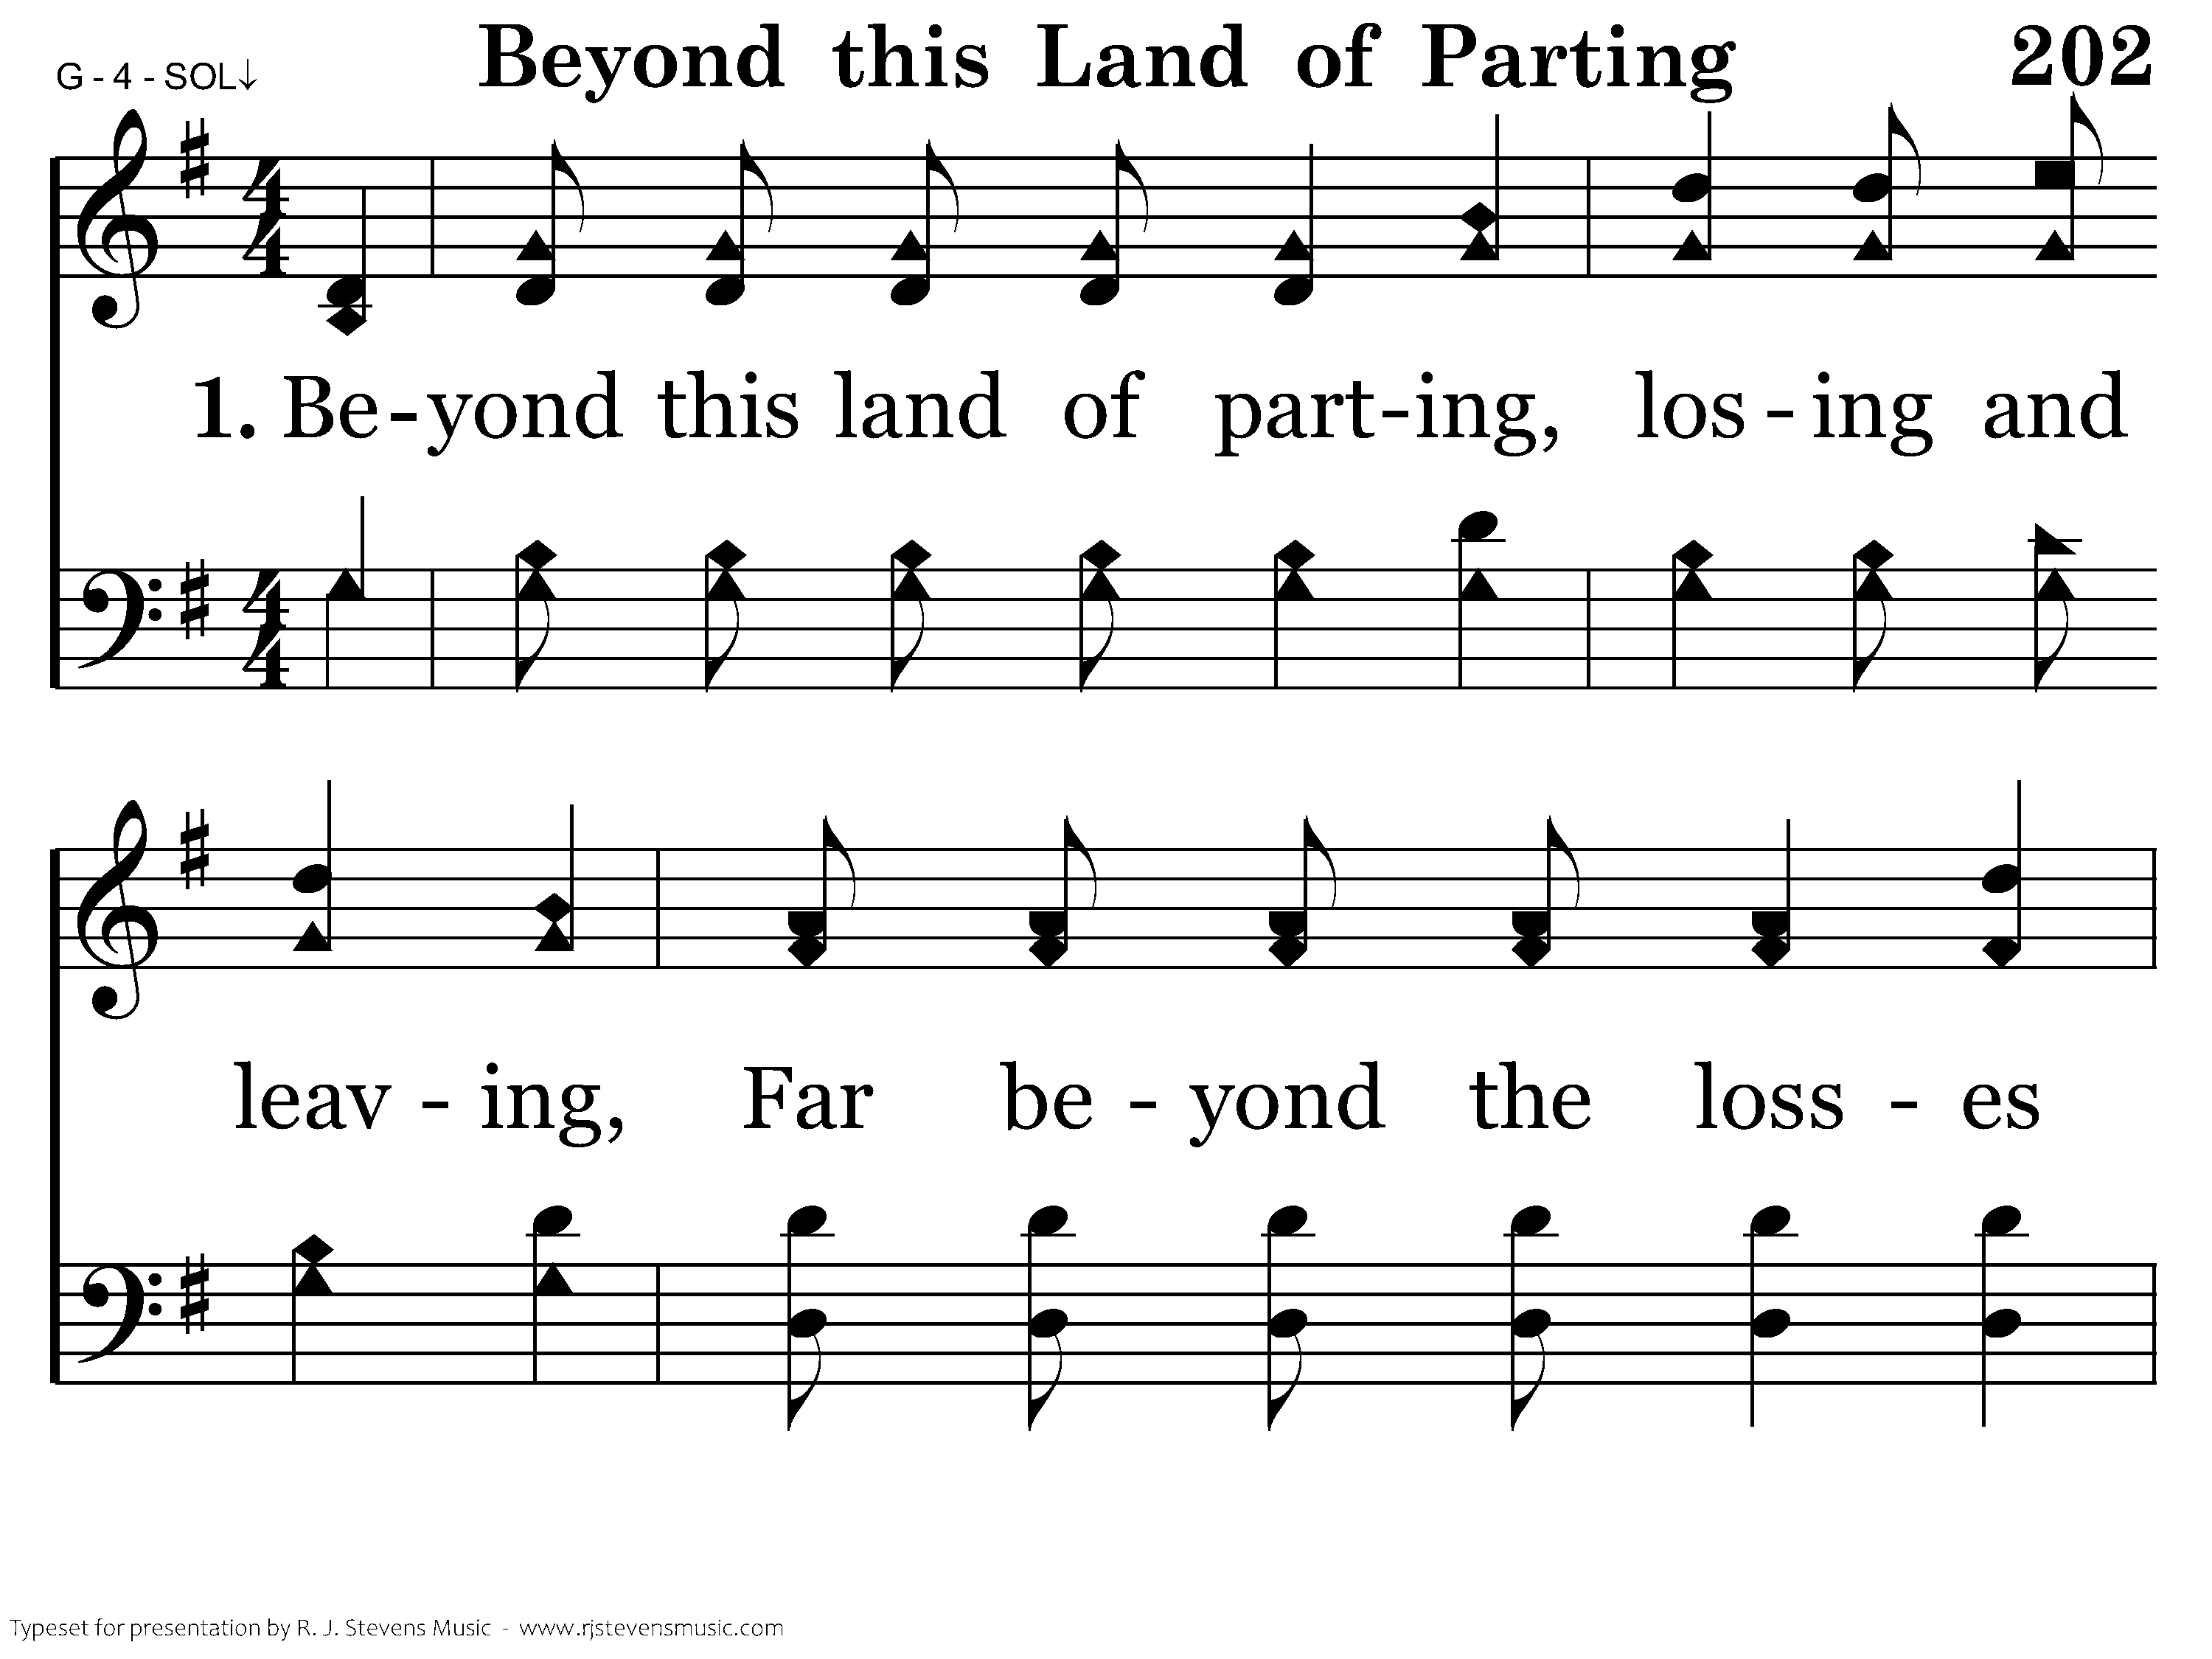 G - 4 - SOL↓ Beyond this Land of Parting 202
1. Be-yond this land of part-ing, los - ing and
leav - ing, Far be - yond the loss - es
Typeset for presentation by R. J. Stevens Music - www.rjstevensmusic.com